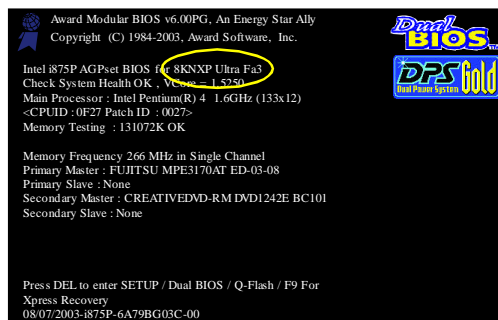 Award Modular BIOS v6.00PG, An Energy Star Ally
Copyright (C) 1984-2003, Award Software, Inc.
Dual
BIOS
DPS Gold
Dual Power System
Intel i875P AGPset BIOS for 8KNXP Ultra Fa3
Check System Health OK , VCore = 1.5250
Main Processor : Intel Pentium(R) 4 1.6GHz (133x12)
<CPUID : 0F27 Patch ID : 0027>
Memory Testing : 131072K OK
Memory Frequency 266 MHz in Single Channel
Primary Master : FUJITSU MPE3170AT ED-03-08
Primary Slave : None
Secondary Master : CREATIVEDVD-RM DVD1242E BC101
Secondary Slave : None
Press DEL to enter SETUP / Dual BIOS / Q-Flash / F9 For
Xpress Recovery
08/07/2003-i875P-6A79BG03C-00